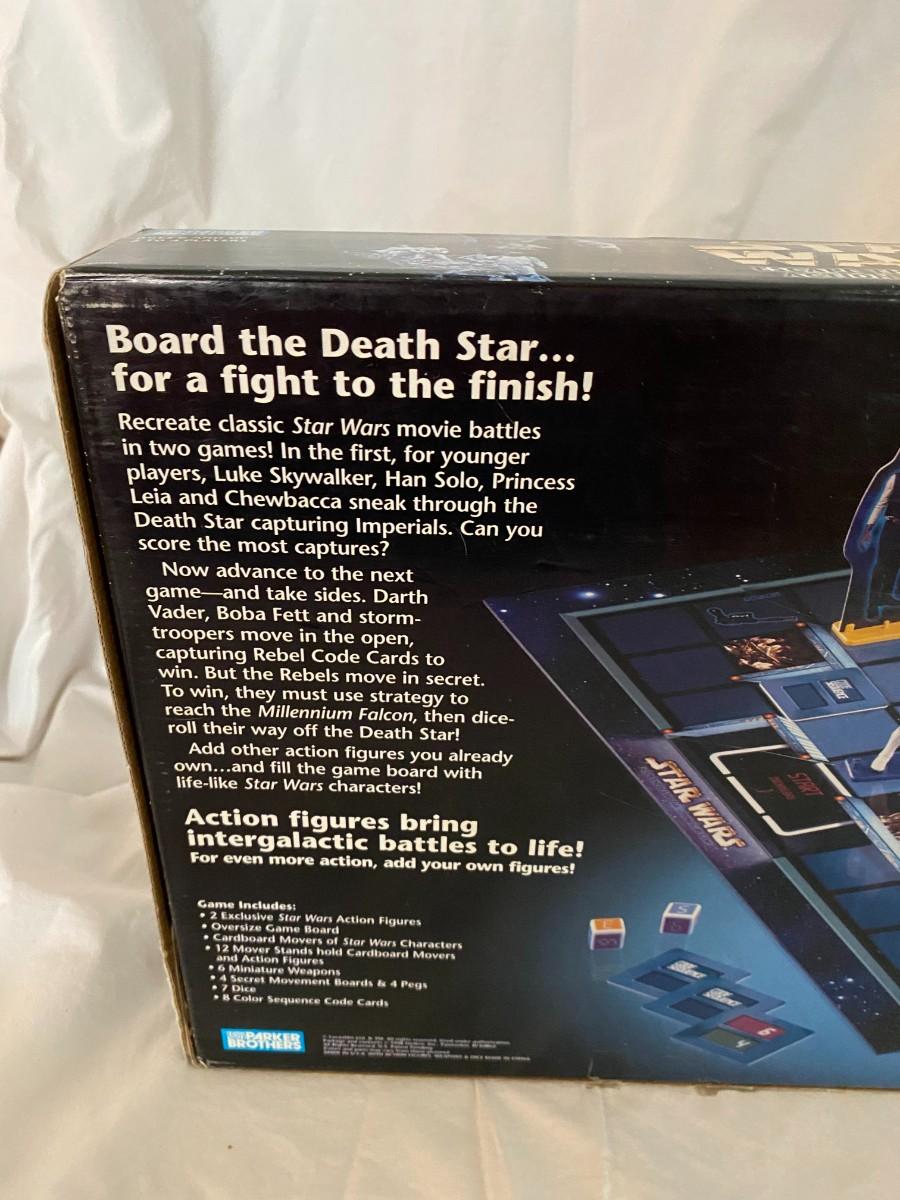 Board the Death Star...
for a fight to the finish!
Recreate classic Star Wars movie battles
in two games! In the first, for younger
players, Luke Skywalker, Han Solo, Princess
Leia and Chewbacca sneak through the
Death Star capturing Imperials. Can you
score the most captures?
Now advance to the next
game—and take sides. Darth
Vader, Boba Fett and storm-
troopers move in the open,
capturing Rebel Code Cards to
win. But the Rebels move in secret.
To win, they must use strategy to
reach the Millennium Falcon, then dice-
roll their way off the Death Star!
Add other action figures you already
own...and fill the game board with
life-like Star Wars characters!
Action figures bring
intergalactic battles to life!
For even more action, add your own figures!
Game Includes:
• 2 Exclusive Star Wars Action Figures
• Oversize Game Board
• Cardboard Movers of Star Wars Characters
• 12 Mover Stands hold Cardboard Movers
and Action Figures
• 6 Miniature Weapons
• 4 Secret Movement Boards & 4 Pegs
• 7 Dice
• 8 Color Sequence Code Cards
PARKER
BROTHERS
STAR WARS
START
6
4